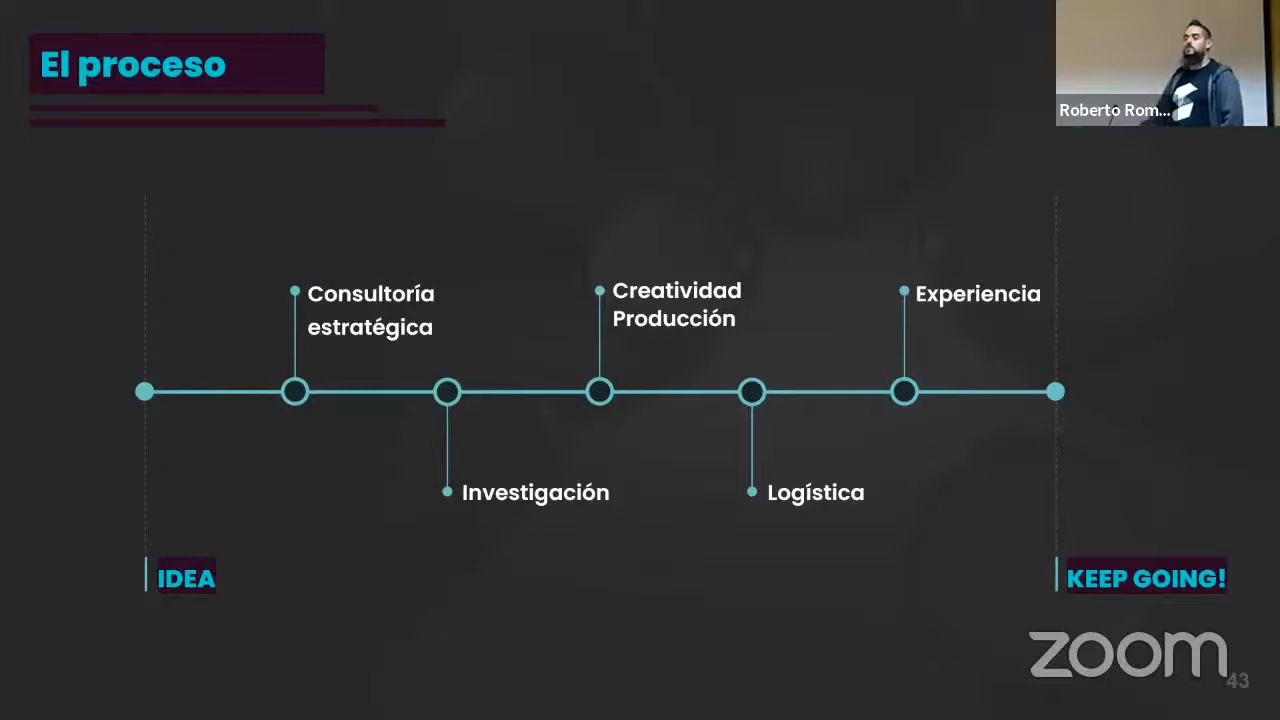 El proceso
Roberto Rom...
Consultoría
estratégica
Creatividad
Producción
Experiencia
Investigación
Logística
IDEA
KEEP GOING!
zoom
43